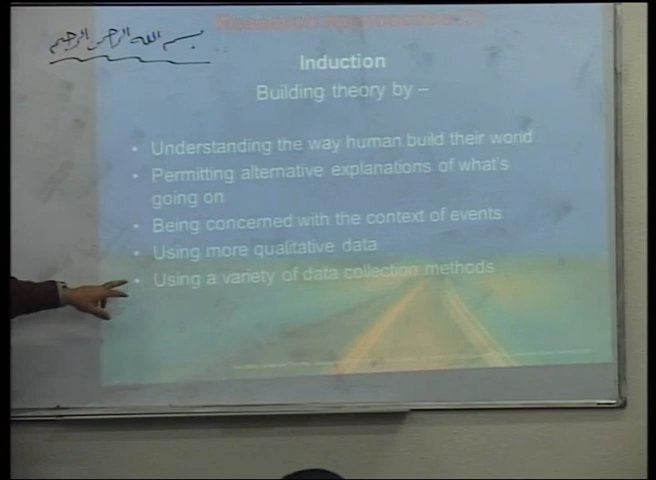 بسم الله الرحمن الرحيم
Induction
Building theory by –
• Understanding the way human build their world
• Permitting alternative explanations of what's
going on
• Being concerned with the context of events
• Using more qualitative data
• Using a variety of data collection methods